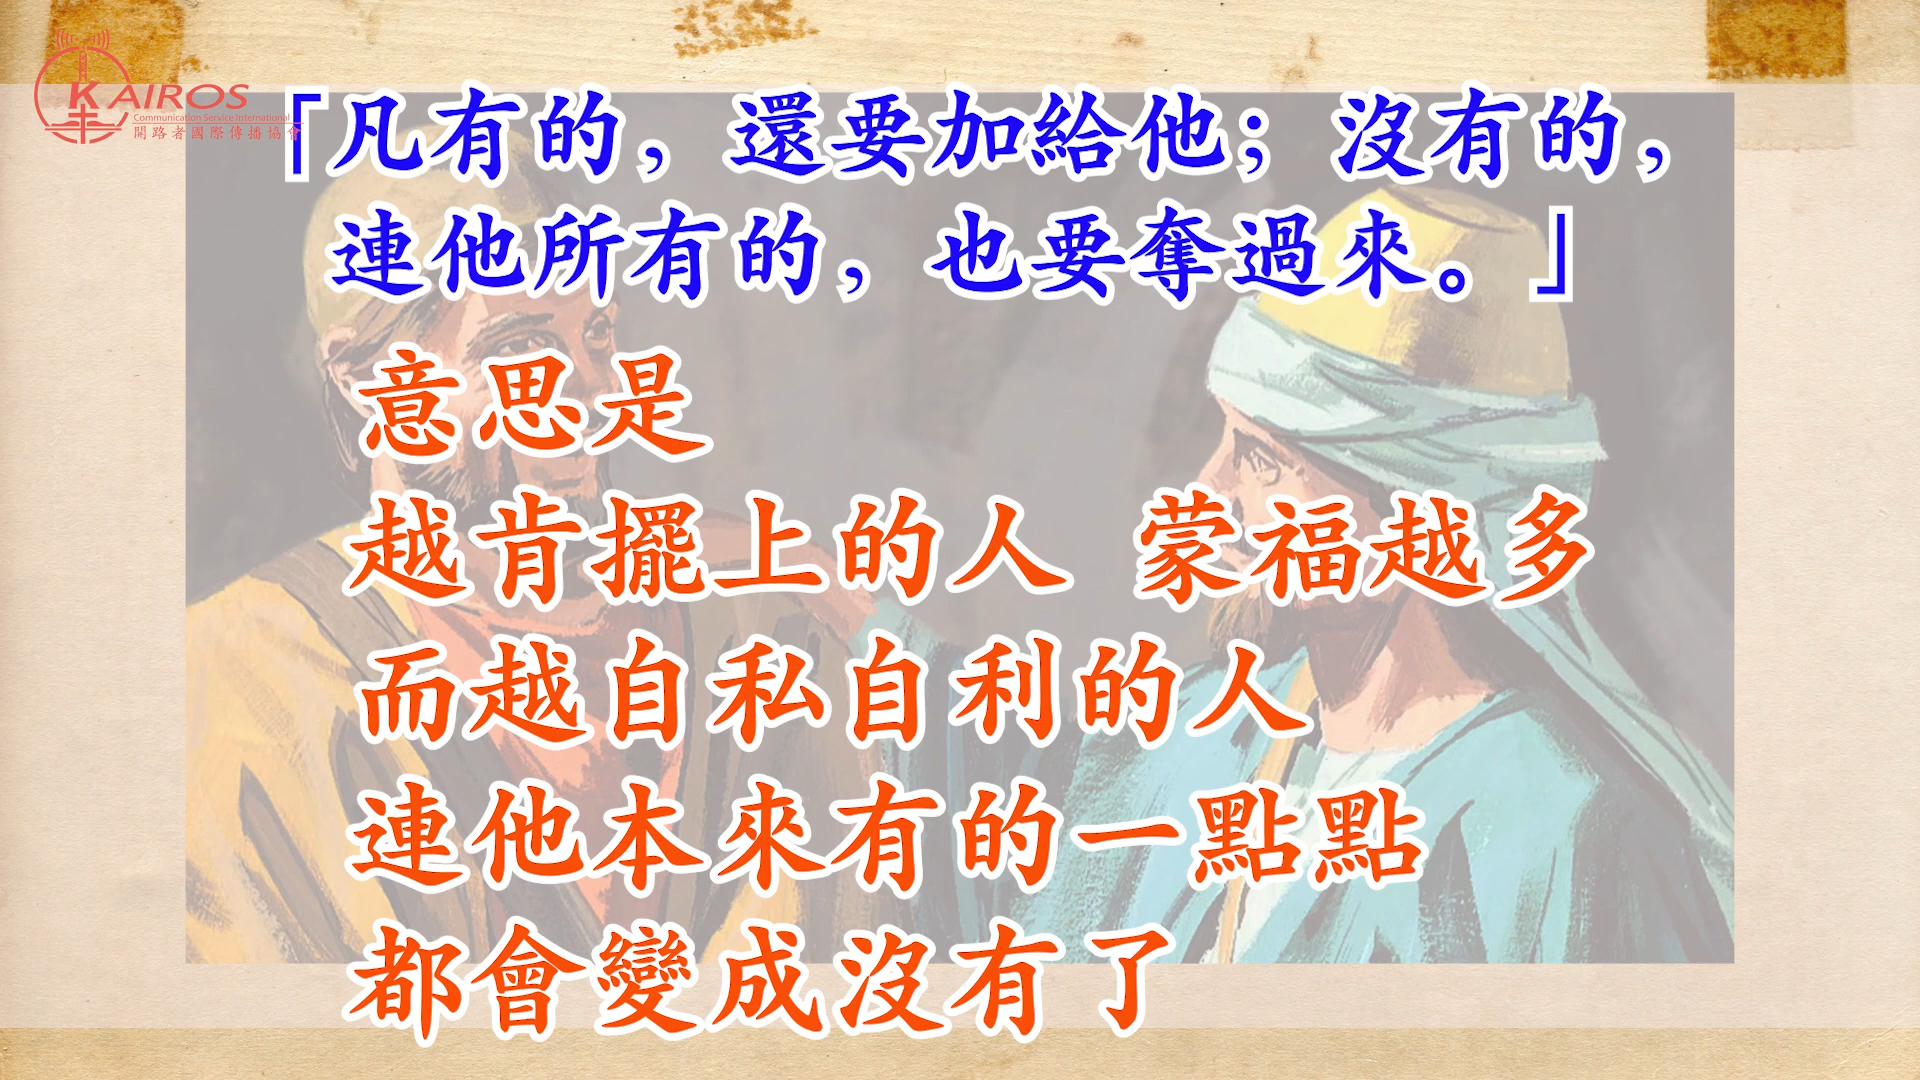 KAIROS
Communication Service International
開路者國際傳播協會
「凡有的，還要加給他；沒有的，
連他所有的，也要奪過來。」
意思是
越肯擺上的人 蒙福越多
而越自私自利的人
連他本來有的一點點
都會變成沒有了